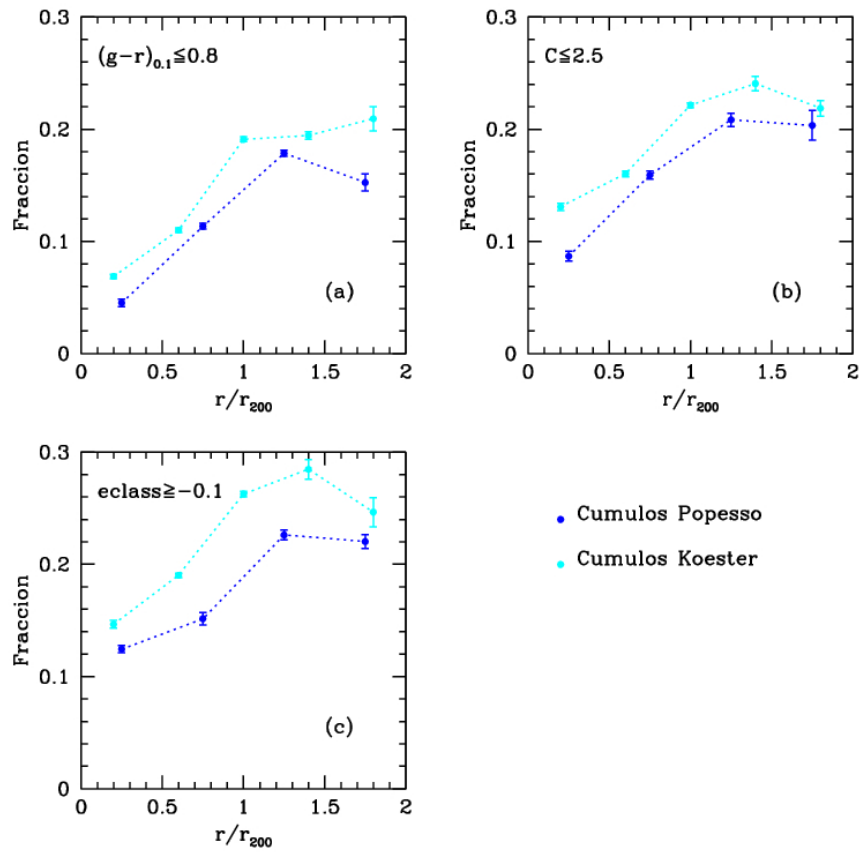 0.3
(g-r)0.1≦0.8
0.2
Fraccion
0.1
(a)
0
0 0.5 1 1.5 2
r/r200
0.3
C≦2.5
0.2
Fraccion
0.1
(b)
0
0 0.5 1 1.5 2
r/r200
0.3
eclass≧-0.1
0.2
Fraccion
0.1
(c)
0
0 0.5 1 1.5 2
r/r200
Cumulos Popesso
Cumulos Koester